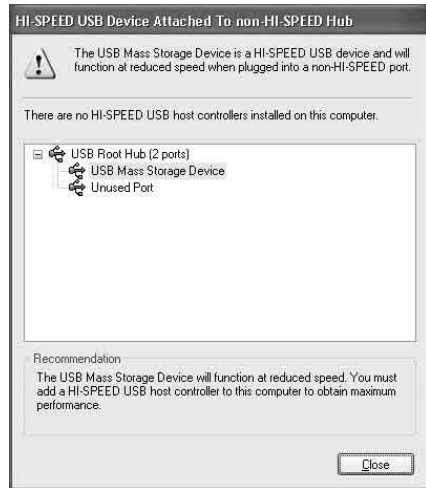 HI-SPEED USB Device Attached To non-HI-SPEED Hub
The USB Mass Storage Device is a HI-SPEED USB device and will
function at reduced speed when plugged into a non-HI-SPEED port.
There are no HI-SPEED USB host controllers installed on this computer.
USB Root Hub (2 ports)
USB Mass Storage Device
Unused Port
Recommendation
The USB Mass Storage Device will function at reduced speed. You must
add a HI-SPEED USB host controller to this computer to obtain maximum
performance.
Close